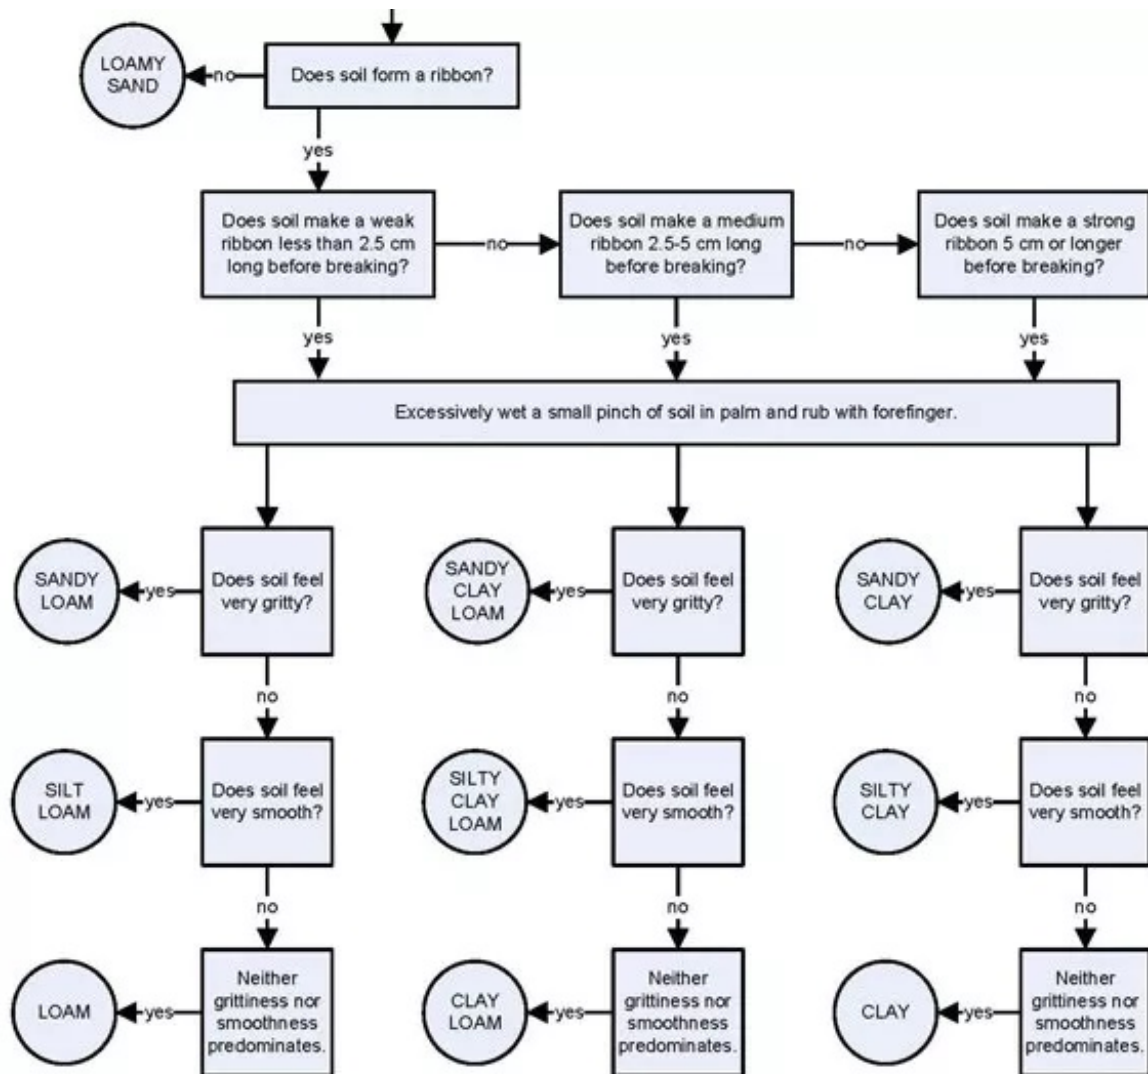 LOAMY
SAND
no
Does soil form a ribbon?
yes
Does soil make a weak
ribbon less than 2.5 cm
long before breaking?
no
Does soil make a medium
ribbon 2.5-5 cm long
before breaking?
no
Does soil make a strong
ribbon 5 cm or longer
before breaking?
yes
yes
yes
Excessively wet a small pinch of soil in palm and rub with forefinger.
SANDY
LOAM
yes
Does soil feel
very gritty?
SANDY
CLAY
LOAM
yes
Does soil feel
very gritty?
SANDY
CLAY
yes
Does soil feel
very gritty?
no
no
no
SILT
LOAM
yes
Does soil feel
very smooth?
SILTY
CLAY
LOAM
yes
Does soil feel
very smooth?
SILTY
CLAY
yes
Does soil feel
very smooth?
no
no
no
LOAM
yes
Neither
grittiness nor
smoothness
predominates.
CLAY
LOAM
yes
Neither
grittiness nor
smoothness
predominates.
CLAY
yes
Neither
grittiness nor
smoothness
predominates.